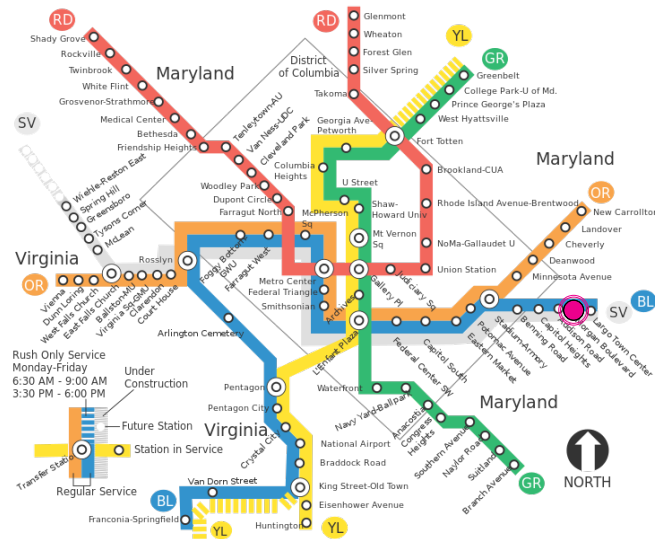 RD
Shady Grove
Rockville
Twinbrook
White Flint
Grosvenor-Strathmore
Medical Center
Bethesda
Friendship Heights
Maryland
Tenleytown-AU
Van Ness-UDC
Cleveland Park
Woodley Park
Dupont Circle
Farragut North
District
of Columbia
RD
Glenmont
Wheaton
Forest Glen
Silver Spring
Takoma
YL
GR
Greenbelt
College Park-U of Md.
Prince George's Plaza
West Hyattsville
Georgia Ave-
Petworth
Fort Totten
Columbia
Heights
U Street
Shaw-
Howard Univ
Mt Vernon
Sq
McPherson
Sq
Brookland-CUA
Rhode Island Avenue-Brentwood
NoMa-Gallaudet U
Union Station
Judiciary Sq
Gallery Pl
Maryland
OR
New Carrollton
Landover
Cheverly
Deanwood
Minnesota Avenue
SV
Wiehle-Reston East
Spring Hill
Greensboro
Tysons Corner
McLean
Virginia
OR
Vienna
Dunn Loring
West Falls Church
East Falls Church
Ballston-MU
Virginia Sq-GMU
Clarendon
Court House
Rosslyn
Foggy Bottom
GWU
Farragut West
Metro Center
Federal Triangle
Smithsonian
Archives
L'Enfant Plaza
Federal Center SW
Capitol South
Eastern Market
Potomac Avenue
Stadium-Armory
Benning Road
Capitol Heights
Addison Road
Morgan Boulevard
Largo Town Center
BL
SV
Arlington Cemetery
Pentagon
Pentagon City
Crystal City
Virginia
National Airport
Braddock Road
King Street-Old Town
Eisenhower Avenue
Huntington
YL
Van Dorn Street
BL
Franconia-Springfield
YL
Waterfront
Navy Yard-Ballpark
Anacostia
Congress
Heights
Southern Avenue
Naylor Road
Suitland
Branch Avenue
GR
Maryland
NORTH
Rush Only Service
Monday-Friday
6:30 AM - 9:00 AM
3:30 PM - 6:00 PM
Under
Construction
Future Station
Station in Service
Transfer Station
Regular Service